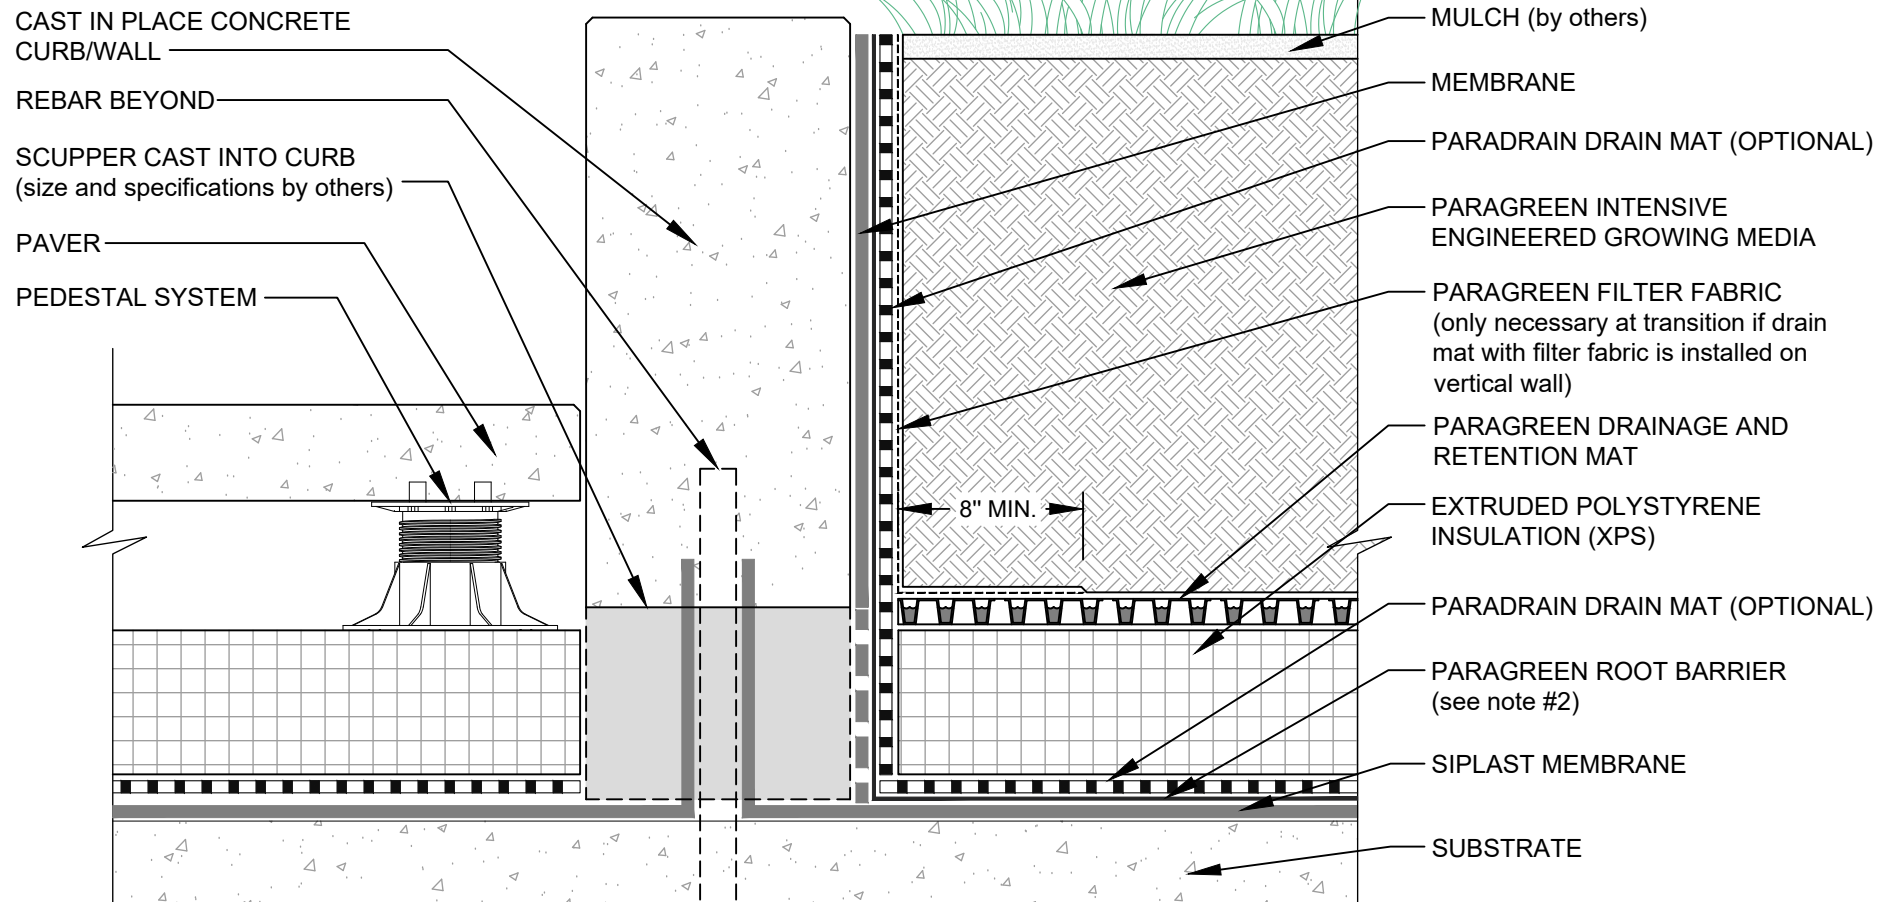 CAST IN PLACE CONCRETE
CURB/WALL
REBAR BEYOND
SCUPPER CAST INTO CURB
(size and specifications by others)
PAVER
PEDESTAL SYSTEM
8" MIN.
MULCH (by others)
MEMBRANE
PARADRAIN DRAIN MAT (OPTIONAL)
PARAGREEN INTENSIVE
ENGINEERED GROWING MEDIA
PARAGREEN FILTER FABRIC
(only necessary at transition if drain
mat with filter fabric is installed on
vertical wall)
PARAGREEN DRAINAGE AND
RETENTION MAT
EXTRUDED POLYSTYRENE
INSULATION (XPS)
PARADRAIN DRAIN MAT (OPTIONAL)
PARAGREEN ROOT BARRIER
(see note #2)
SIPLAST MEMBRANE
SUBSTRATE